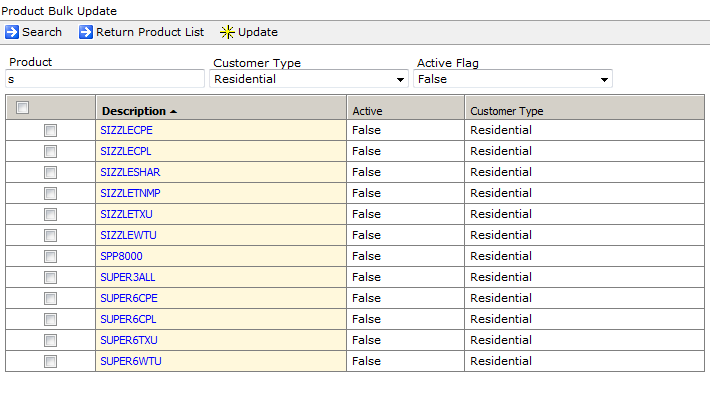 Product Bulk Update
Search Return Product List Update
Product Customer Type Active Flag
s Residential False
Description Active Customer Type
SIZZLECPE False Residential
SIZZLECPL False Residential
SIZZLESHAR False Residential
SIZZLETNMP False Residential
SIZZLETXU False Residential
SIZZLEWTU False Residential
SPP8000 False Residential
SUPER3ALL False Residential
SUPER6CPE False Residential
SUPER6CPL False Residential
SUPER6TXU False Residential
SUPER6WTU False Residential